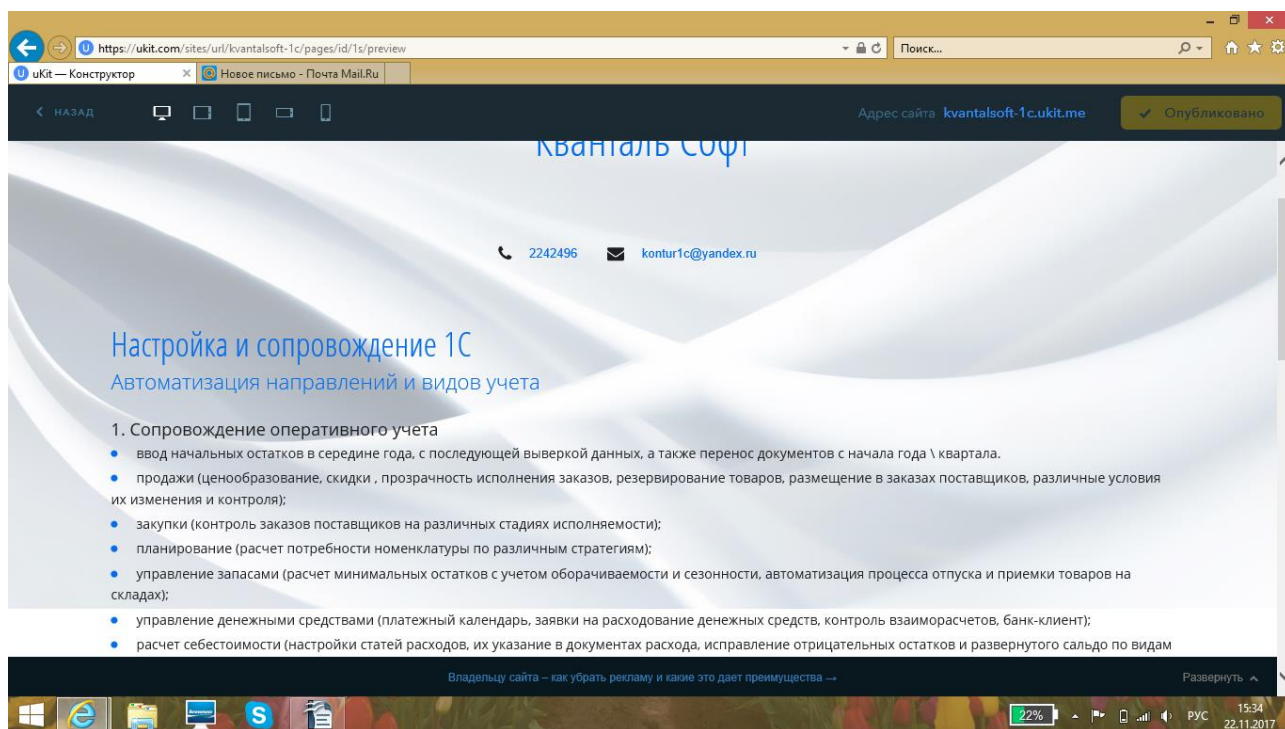 https://ukit.com/sites/url/kvantalsoft-1c/pages/id/1s/preview
Поиск...
uKit — Конструктор
Новое письмо - Почта Mail.Ru
НАЗАД
Адрес сайта kvantalsoft-1c.ukit.me
Опубликовано
Кванталь Софт
2242496
kontur1c@yandex.ru
Настройка и сопровождение 1С
Автоматизация направлений и видов учета
1. Сопровождение оперативного учета
ввод начальных остатков в середине года, с последующей выверкой данных, а также перенос документов с начала года \ квартала.
продажи (ценообразование, скидки , прозрачность исполнения заказов, резервирование товаров, размещение в заказах поставщиков, различные условия
их изменения и контроля);
закупки (контроль заказов поставщиков на различных стадиях исполняемости);
планирование (расчет потребности номенклатуры по различным стратегиям);
управление запасами (расчет минимальных остатков с учетом оборачиваемости и сезонности, автоматизация процесса отпуска и приемки товаров на
складах);
управление денежными средствами (платежный календарь, заявки на расходование денежных средств, контроль взаиморасчетов, банк-клиент);
расчет себестоимости (настройки статей расходов, их указание в документах расхода, исправление отрицательных остатков и развернутого сальдо по видам
Владельцу сайта – как убрать рекламу и какие это дает преимущества →
Развернуть
22%
РУС
15:34
22.11.2017